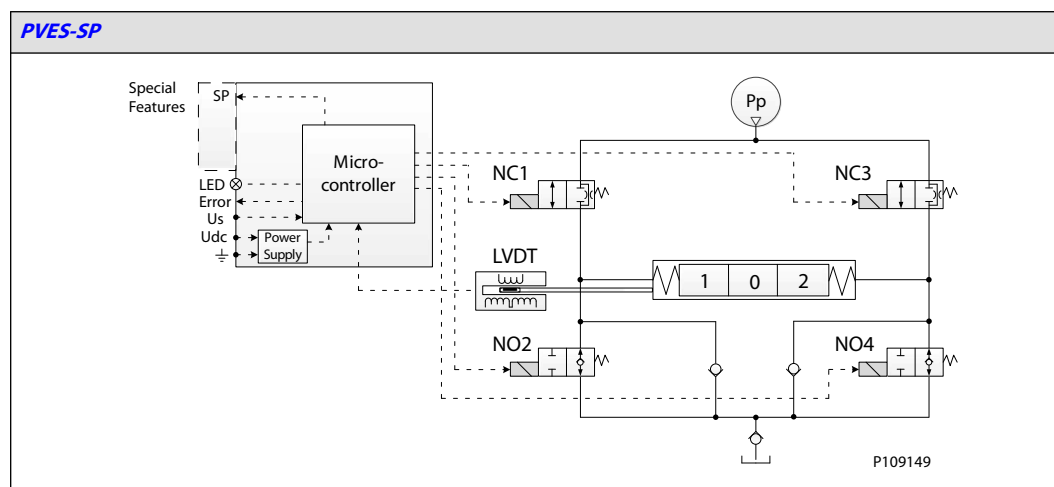 PVES-SP
Special
Features
SP
Pp
Micro-
controller
NC1
NC3
LED
Error
Us
Udc
Power
Supply
LVDT
1 0 2
NO2
NO4
P109149